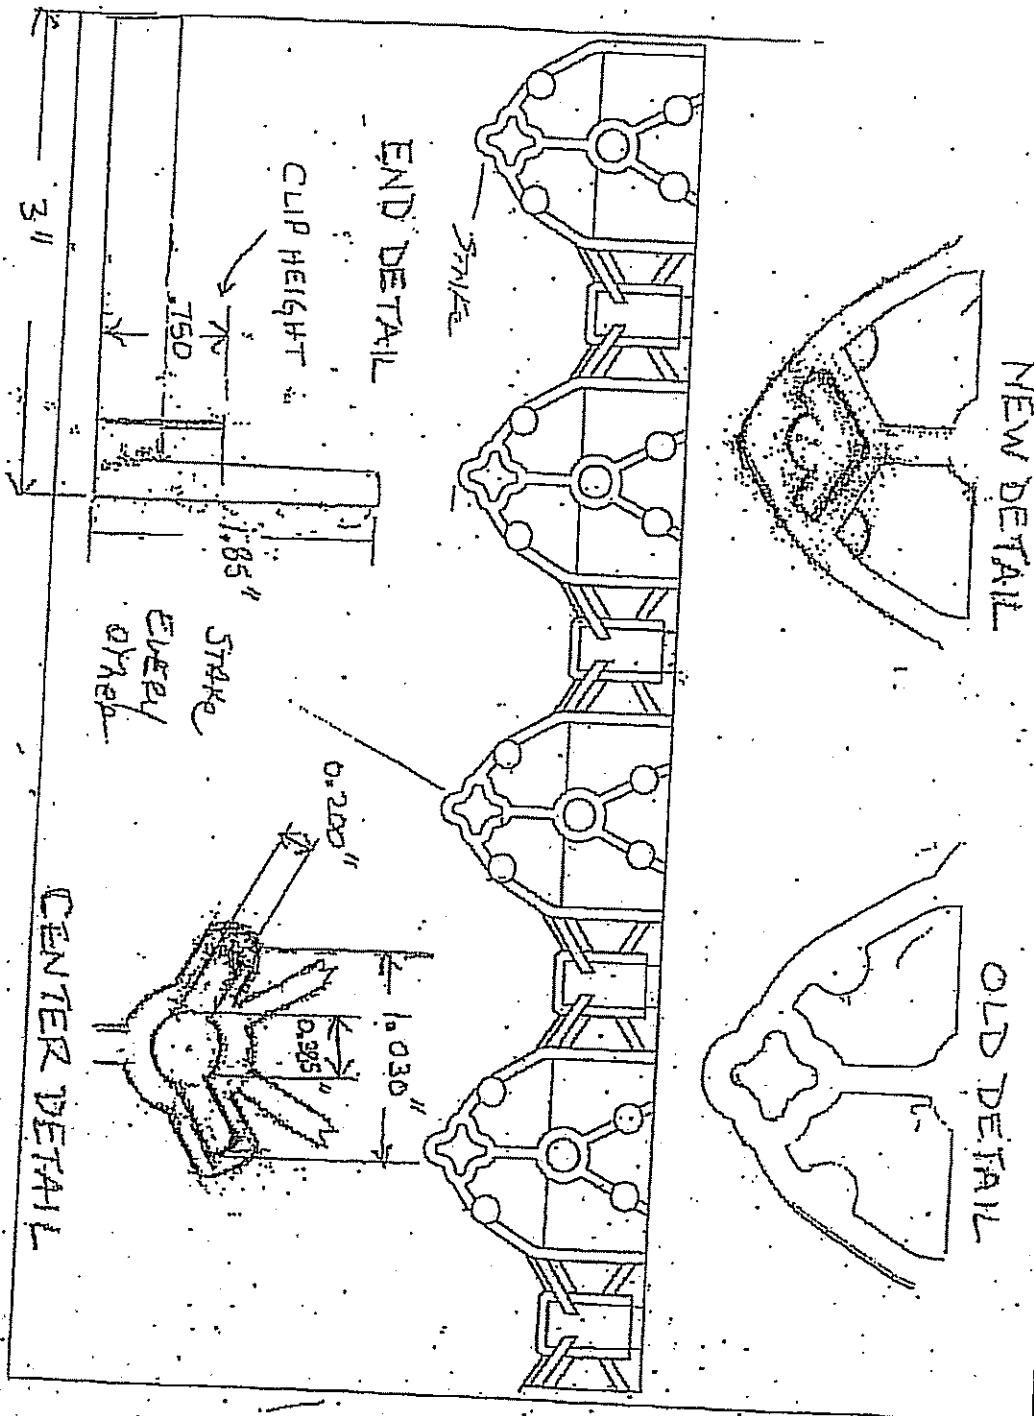 NEW DETAIL
OLD DETAIL
STAKE
END DETAIL
CLIP HEIGHT
.750
3"
1.85"
STAKE
EVERY
OTHER
0.200"
1.030"
0.395"
CENTER DETAIL